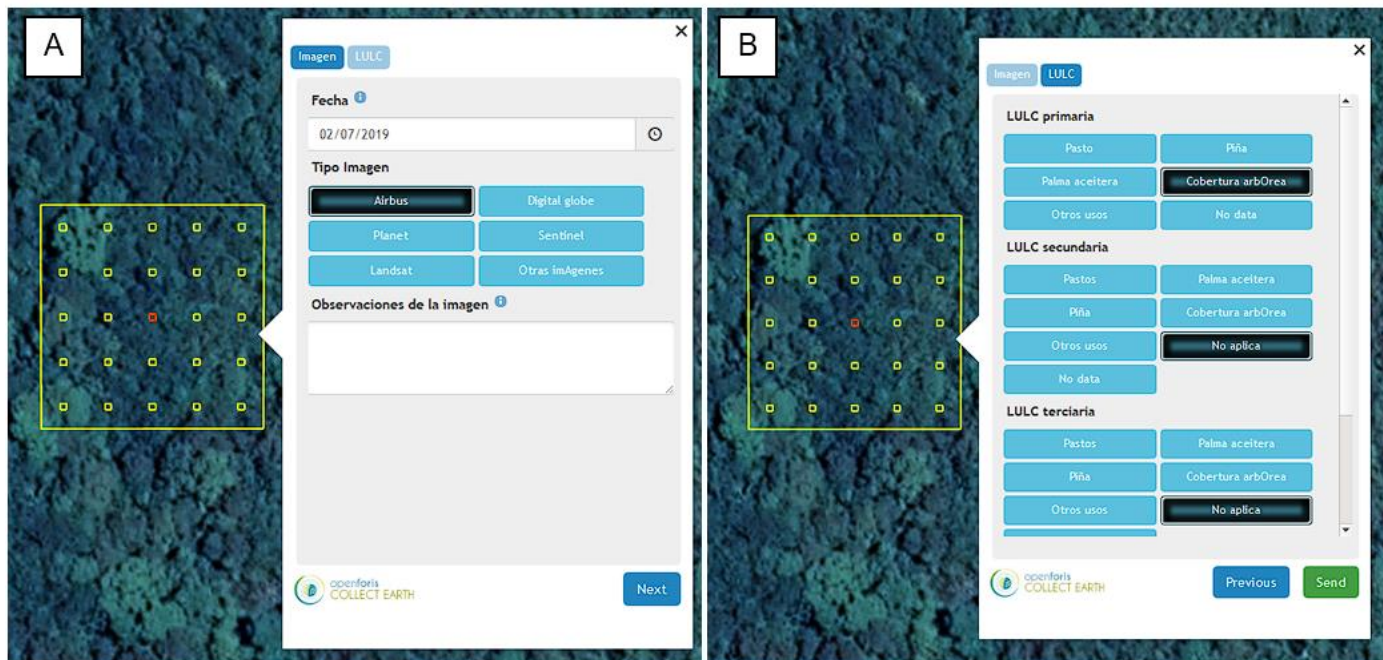 A
Imagen LULC
Fecha
02/07/2019
Tipo Imagen
Airbus Digital globe
Planet Sentinel
Landsat Otras imAgenes
Observaciones de la imagen
openforis
COLLECT EARTH
Next
B
Imagen LULC
LULC primaria
Pasto Piña
Palma aceitera Cobertura arbOrea
Otros usos No data
LULC secundaria
Pastos Palma aceitera
Piña Cobertura arbOrea
Otros usos No aplica
No data
LULC terciaria
Pastos Palma aceitera
Piña Cobertura arbOrea
Otros usos No aplica
openforis
COLLECT EARTH
Previous Send